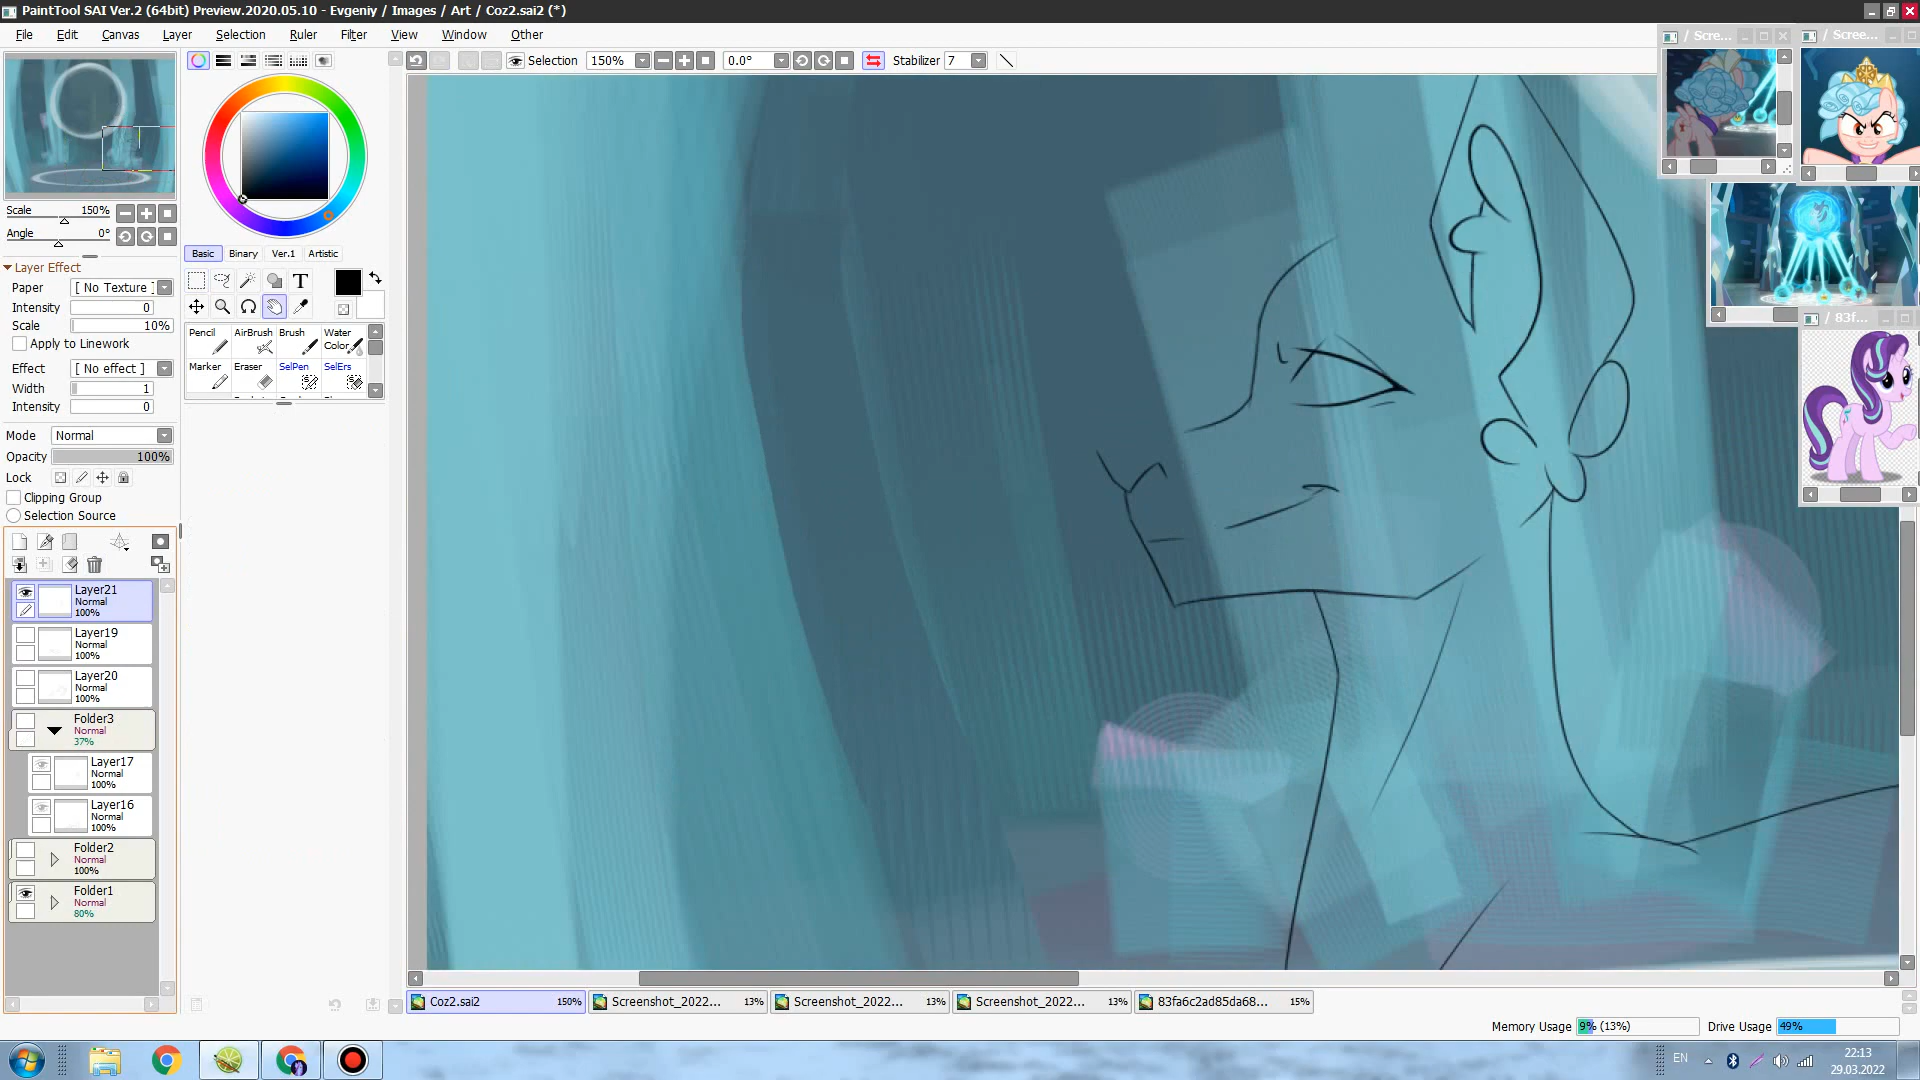 PaintTool SAI Ver.2 (64bit) Preview.2020.05.10 - Evgeniy / Images / Art / Coz2.sai2 (*)
File Edit Canvas Layer Selection Ruler Filter View Window Other
/ Scre...
/ Scree...
Selection 150% 0.0° Stabilizer 7
Scale 150%
Angle 0°
Basic Binary Ver.1 Artistic
Layer Effect
Paper [ No Texture ]
Intensity 0
Scale 10%
Apply to Linework
Effect [ No effect ]
Width 1
Intensity 0
T
Pencil AirBrush Brush Water Color
Marker Eraser SelPen SelErs
Mode Normal
Opacity 100%
Lock
Clipping Group
Selection Source
Layer21
Normal
100%
Layer19
Normal
100%
Layer20
Normal
100%
Folder3
Normal
37%
Layer17
Normal
100%
Layer16
Normal
100%
Folder2
Normal
100%
Folder1
Normal
80%
/ 83f...
Coz2.sai2 150%
Screenshot_2022... 13%
Screenshot_2022... 13%
Screenshot_2022... 13%
83fa6c2ad85da68... 15%
Memory Usage 9% (13%) Drive Usage 49%
EN
22:13
29.03.2022